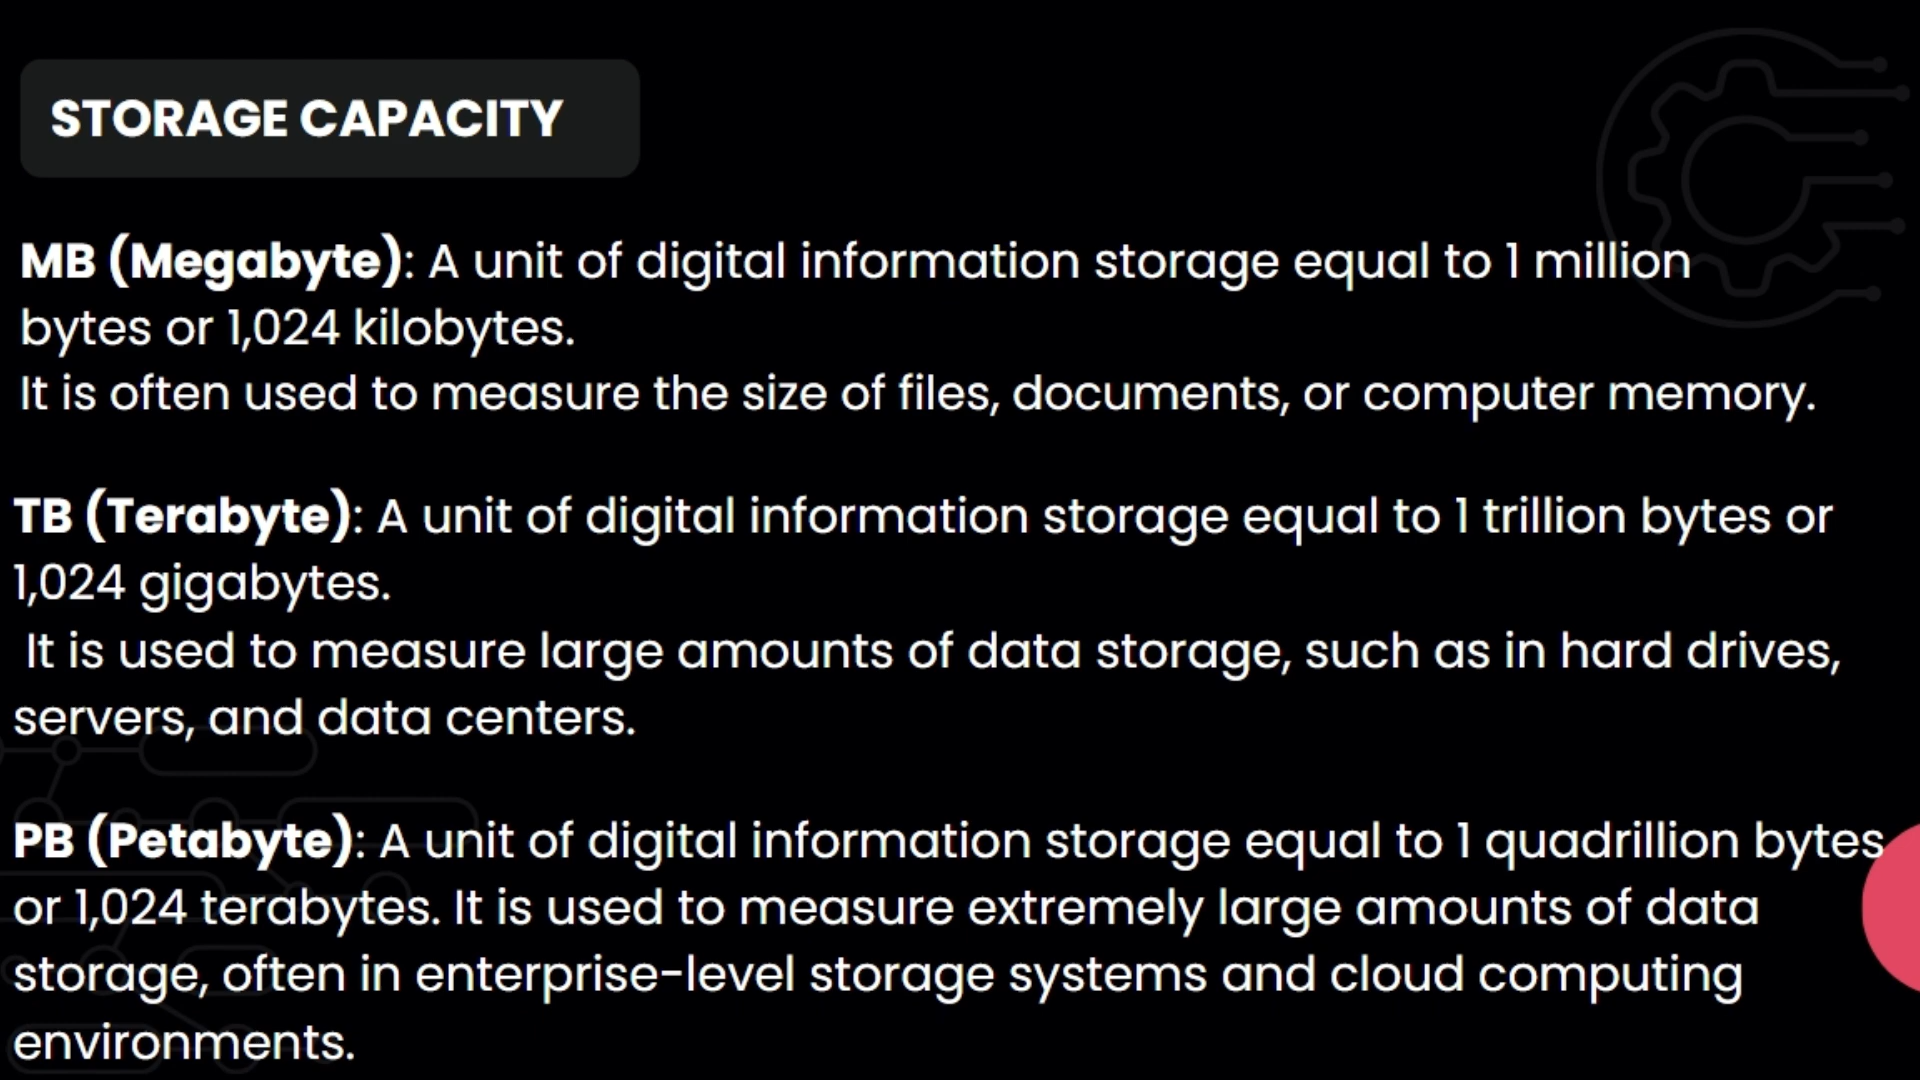 STORAGE CAPACITY
MB (Megabyte): A unit of digital information storage equal to 1 million
bytes or 1,024 kilobytes.
It is often used to measure the size of files, documents, or computer memory.
TB (Terabyte): A unit of digital information storage equal to 1 trillion bytes or
1,024 gigabytes.
It is used to measure large amounts of data storage, such as in hard drives,
servers, and data centers.
PB (Petabyte): A unit of digital information storage equal to 1 quadrillion bytes
or 1,024 terabytes. It is used to measure extremely large amounts of data
storage, often in enterprise-level storage systems and cloud computing
environments.